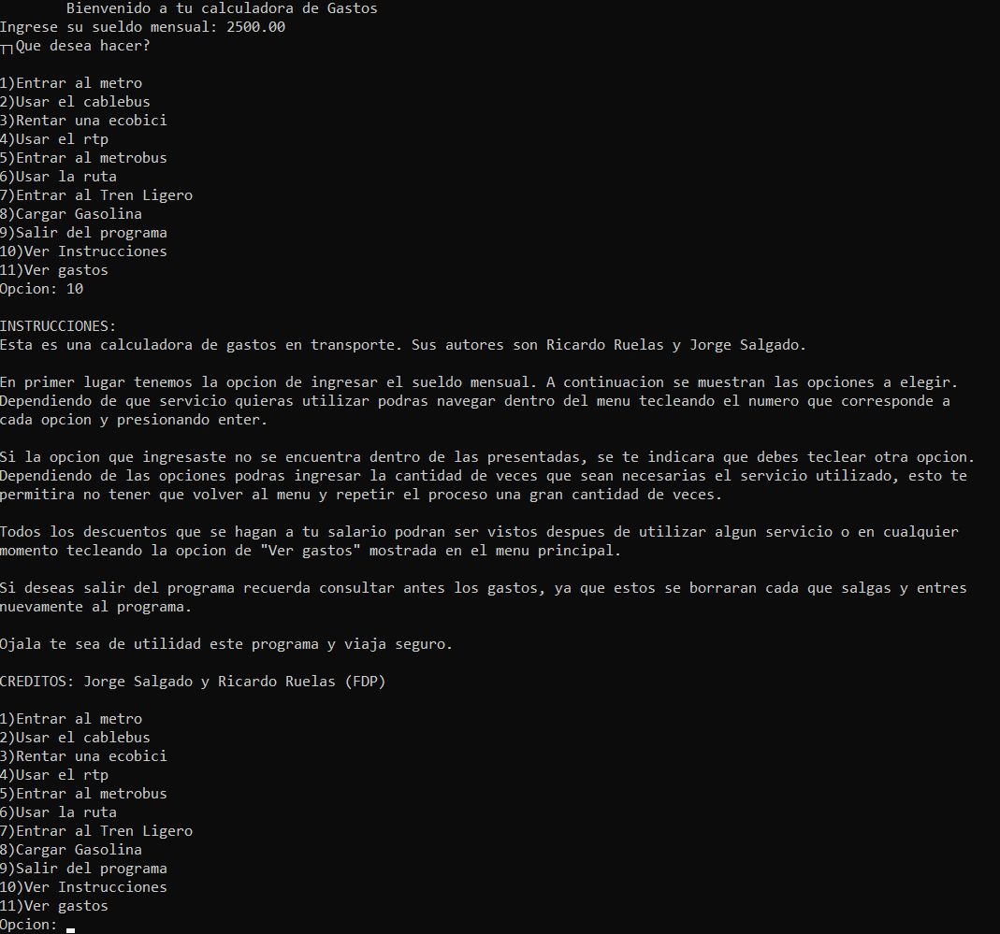 Bienvenido a tu calculadora de Gastos
Ingrese su sueldo mensual: 2500.00
┬┐Que desea hacer?
1)Entrar al metro
2)Usar el cablebus
3)Rentar una ecobici
4)Usar el rtp
5)Entrar al metrobus
6)Usar la ruta
7)Entrar al Tren Ligero
8)Cargar Gasolina
9)Salir del programa
10)Ver Instrucciones
11)Ver gastos
Opcion: 10
INSTRUCCIONES:
Esta es una calculadora de gastos en transporte. Sus autores son Ricardo Ruelas y Jorge Salgado.
En primer lugar tenemos la opcion de ingresar el sueldo mensual. A continuacion se muestran las opciones a elegir.
Dependiendo de que servicio quieras utilizar podras navegar dentro del menu tecleando el numero que corresponde a
cada opcion y presionando enter.
Si la opcion que ingresaste no se encuentra dentro de las presentadas, se te indicara que debes teclear otra opcion.
Dependiendo de las opciones podras ingresar la cantidad de veces que sean necesarias el servicio utilizado, esto te
permitira no tener que volver al menu y repetir el proceso una gran cantidad de veces.
Todos los descuentos que se hagan a tu salario podran ser vistos despues de utilizar algun servicio o en cualquier
momento tecleando la opcion de "Ver gastos" mostrada en el menu principal.
Si deseas salir del programa recuerda consultar antes los gastos, ya que estos se borraran cada que salgas y entres
nuevamente al programa.
Ojala te sea de utilidad este programa y viaja seguro.
CREDITOS: Jorge Salgado y Ricardo Ruelas (FDP)
1)Entrar al metro
2)Usar el cablebus
3)Rentar una ecobici
4)Usar el rtp
5)Entrar al metrobus
6)Usar la ruta
7)Entrar al Tren Ligero
8)Cargar Gasolina
9)Salir del programa
10)Ver Instrucciones
11)Ver gastos
Opcion: